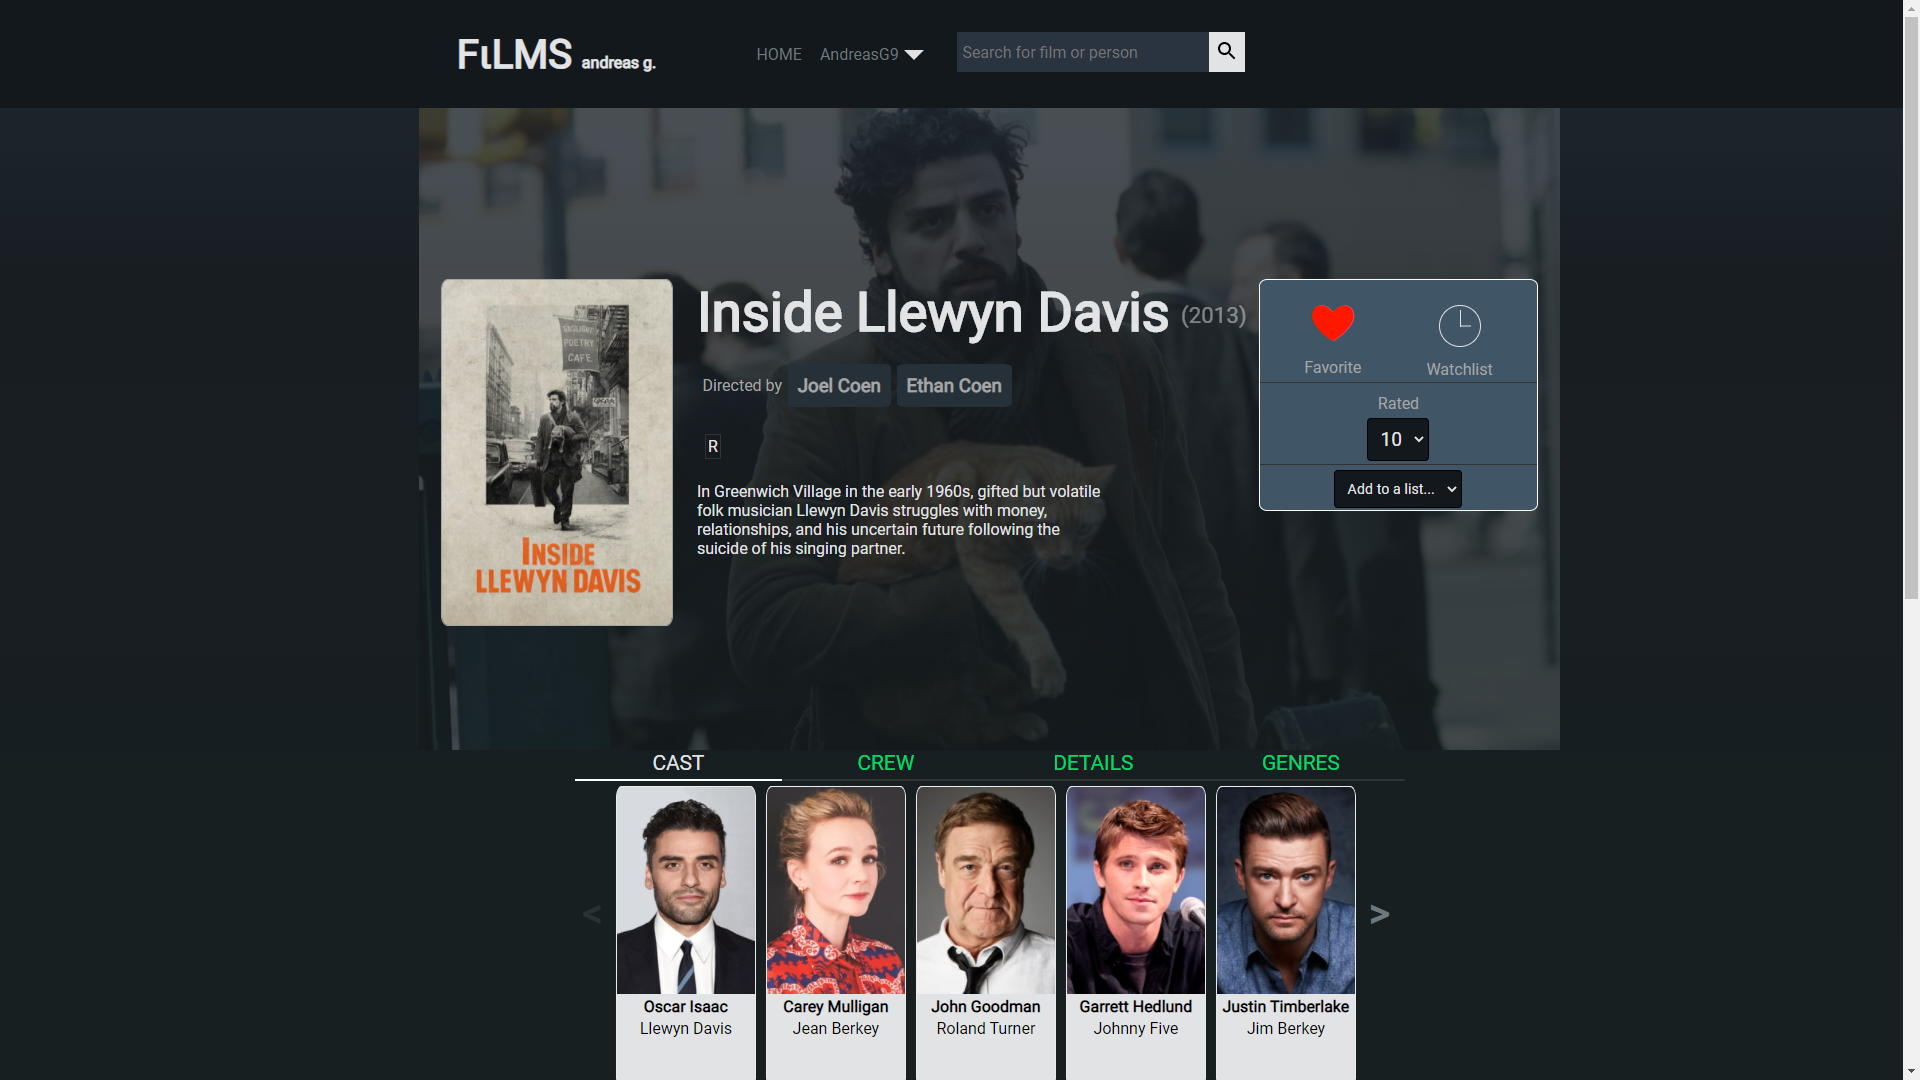 FιLMS andreas g.
HOME
AndreasG9
Search for film or person
GASLIGHT
POETRY
CAFE
INSIDE
LLEWYN DAVIS
Inside Llewyn Davis (2013)
Directed by Joel Coen Ethan Coen
R
In Greenwich Village in the early 1960s, gifted but volatile
folk musician Llewyn Davis struggles with money,
relationships, and his uncertain future following the
suicide of his singing partner.
Favorite
Watchlist
Rated
10
Add to a list...
CAST
CREW
DETAILS
GENRES
<
>
Oscar Isaac
Llewyn Davis
Carey Mulligan
Jean Berkey
John Goodman
Roland Turner
Garrett Hedlund
Johnny Five
Justin Timberlake
Jim Berkey